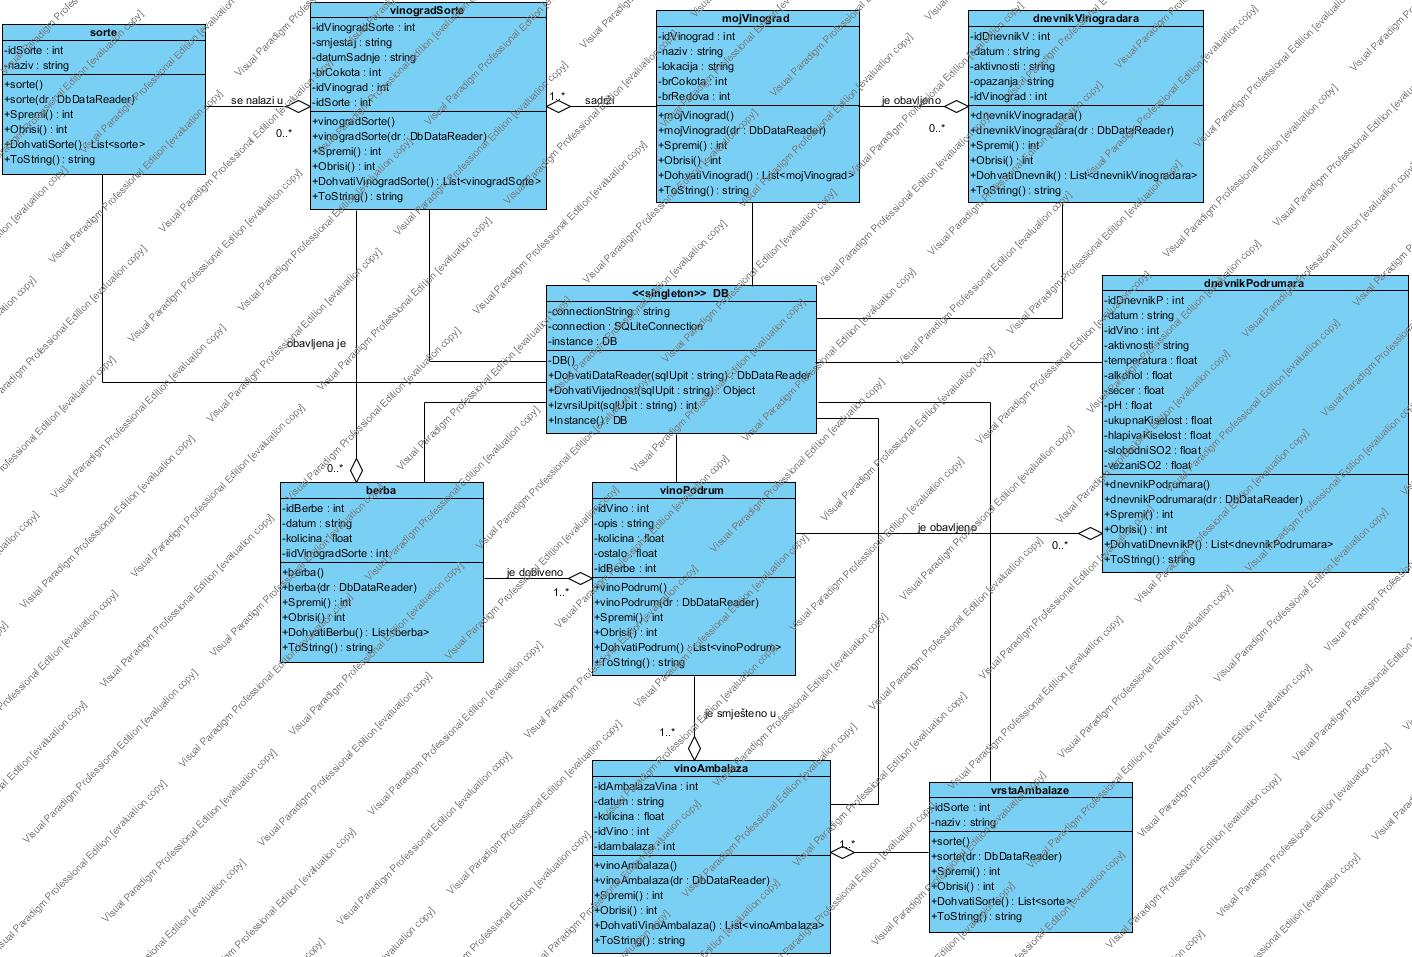 sorte
-idSorte : int
-naziv : string
+sorte()
+sorte(dr : DbDataReader)
+Spremi() : int
+Obrisi() : int
+DohvatiSorte() : List<sorte>
+ToString() : string
se nalazi u
0..*
vinogradSorte
-idVinogradSorte : int
-smjestaj : string
-datumSadnje : string
-brCokota : int
-idVinograd : int
-idSorte : int
+vinogradSorte()
+vinogradSorte(dr : DbDataReader)
+Spremi() : int
+Obrisi() : int
+DohvatiVinogradSorte() : List<vinogradSorte>
+ToString() : string
1..*
sadrži
mojVinograd
-idVinograd : int
-naziv : string
-lokacija : string
-brCokota : int
-brRedova : int
+mojVinograd()
+mojVinograd(dr : DbDataReader)
+Spremi() : int
+Obrisi() : int
+DohvatiVinograd() : List<mojVinograd>
+ToString() : string
je obavljeno
0..*
dnevnikVinogradara
-idDnevnikV : int
-datum : string
-aktivnosti : string
-opazanja : string
-idVinograd : int
+dnevnikVinogradara()
+dnevnikVinogradara(dr : DbDataReader)
+Spremi() : int
+Obrisi() : int
+DohvatiDnevnik() : List<dnevnikVinogradara>
+ToString() : string
<<singleton>> DB
-connectionString : string
-connection : SQLiteConnection
-instance : DB
-DB()
+DohvatiDataReader(sqlUpit : string) : DbDataReader
+DohvatiVijednost(sqlUpit : string) : Object
+IzvrsiUpit(sqlUpit : string) : int
+Instance() : DB
dnevnikPodrumara
-idDnevnikP : int
-datum : string
-idVino : int
-aktivnosti : string
-temperatura : float
-alkohol : float
-secer : float
-pH : float
-ukupnaKiselost : float
-hlapivaKiselost : float
-slobodniSO2 : float
-vezaniSO2 : float
+dnevnikPodrumara()
+dnevnikPodrumara(dr : DbDataReader)
+Spremi() : int
+Obrisi() : int
+DohvatiDnevnikP() : List<dnevnikPodrumara>
+ToString() : string
obavljena je
0..*
berba
-idBerbe : int
-datum : string
-kolicina : float
-iidVinogradSorte : int
+berba()
+berba(dr : DbDataReader)
+Spremi() : int
+Obrisi() : int
+DohvatiBerbu() : List<berba>
+ToString() : string
je dobiveno
1..*
vinoPodrum
-idVino : int
-opis : string
-kolicina : float
-ostalo : float
-idBerbe : int
+vinoPodrum()
+vinoPodrum(dr : DbDataReader)
+Spremi() : int
+Obrisi() : int
+DohvatiPodrum() : List<vinoPodrum>
+ToString() : string
je obavljeno
0..*
je smješteno u
1..*
vinoAmbalaza
-idAmbalazaVina : int
-datum : string
-kolicina : float
-idVino : int
-idambalaza : int
+vinoAmbalaza()
+vinoAmbalaza(dr : DbDataReader)
+Spremi() : int
+Obrisi() : int
+DohvatiVinoAmbalaza() : List<vinoAmbalaza>
+ToString() : string
1..*
vrstaAmbalaze
-idSorte : int
-naziv : string
+sorte()
+sorte(dr : DbDataReader)
+Spremi() : int
+Obrisi() : int
+DohvatiSorte() : List<sorte>
+ToString() : string
Visual Paradigm Professional Edition [evaluation copy]